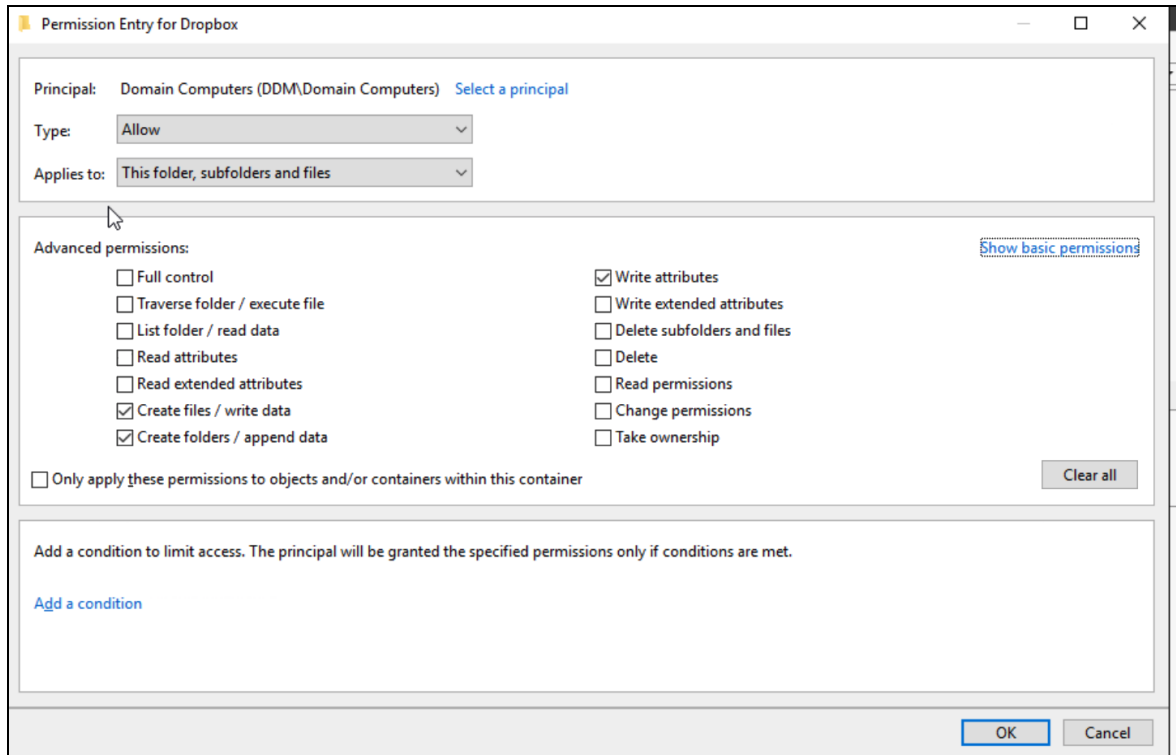 Permission Entry for Dropbox
Principal: Domain Computers (DDM\Domain Computers) Select a principal
Type: Allow
Applies to: This folder, subfolders and files
Advanced permissions: Show basic permissions
Full control Write attributes
Traverse folder / execute file Write extended attributes
List folder / read data Delete subfolders and files
Read attributes Delete
Read extended attributes Read permissions
Create files / write data Change permissions
Create folders / append data Take ownership
Only apply these permissions to objects and/or containers within this container Clear all
Add a condition to limit access. The principal will be granted the specified permissions only if conditions are met.
Add a condition
OK Cancel